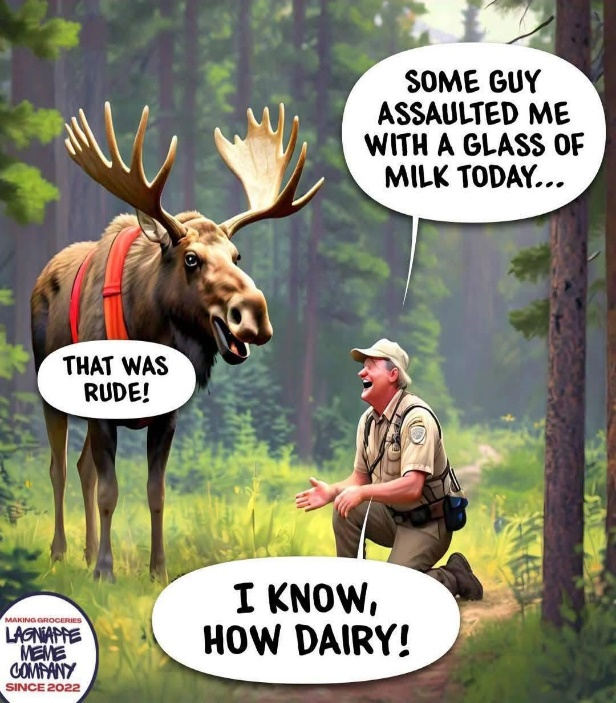 SOME GUY
ASSAULTED ME
WITH A GLASS OF
MILK TODAY...
THAT WAS
RUDE!
I KNOW,
HOW DAIRY!
MAKING GROCERIES
LAGNIAPPE
MEME
COMPANY
SINCE 2022